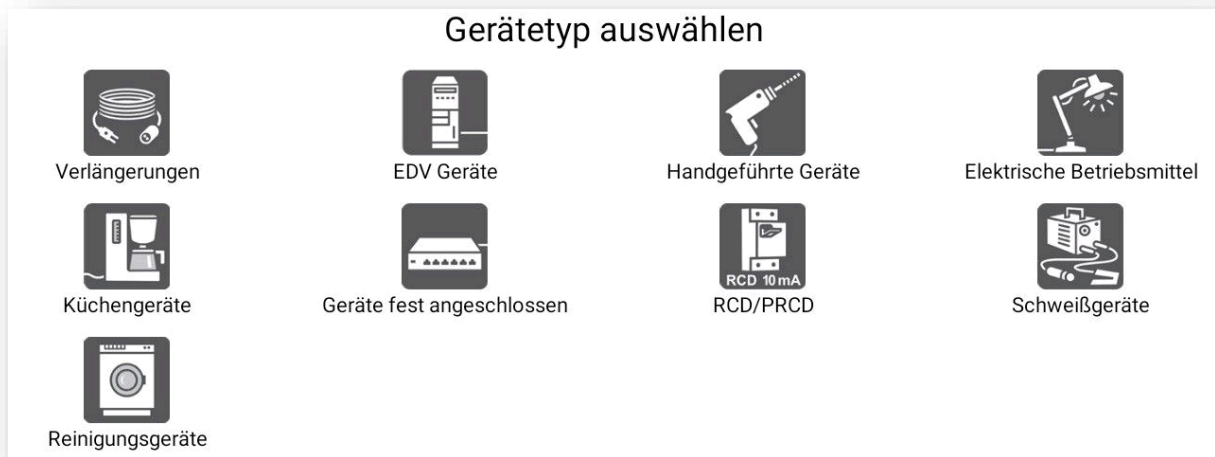 Gerätetyp auswählen
Verlängerungen
EDV Geräte
Handgeführte Geräte
Elektrische Betriebsmittel
RCD 10 mA
Küchengeräte
Geräte fest angeschlossen
RCD/PRCD
Schweißgeräte
Reinigungsgeräte